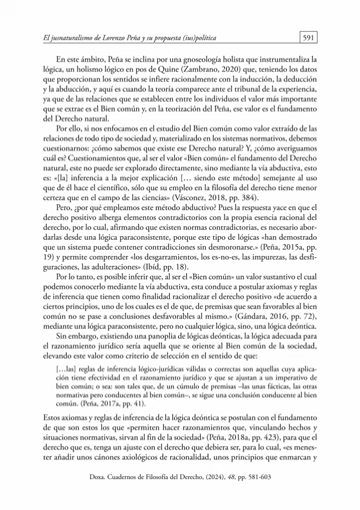 El jusnaturalismo de Lorenzo Peña y su propuesta (ius)política
591
En este ámbito, Peña se inclina por una gnoseología holista que instrumentaliza la
lógica, un holismo lógico en pos de Quine (Zambrano, 2020) que, teniendo los datos
que proporcionan los sentidos se infiere racionalmente con la inducción, la deducción
y la abducción, y aquí es cuando la teoría comparece ante el tribunal de la experiencia,
ya que de las relaciones que se establecen entre los individuos el valor más importante
que se extrae es el Bien común y, en la teorización del Peña, ese valor es el fundamento
del Derecho natural.
Por ello, si nos enfocamos en el estudio del Bien común como valor extraído de las
relaciones de todo tipo de sociedad y, materializado en los sistemas normativos, debemos
cuestionarnos: ¿cómo sabemos que existe ese Derecho natural? Y, ¿cómo averiguamos
cuál es? Cuestionamientos que, al ser el valor «Bien común» el fundamento del Derecho
natural, este no puede ser explorado directamente, sino mediante la vía abductiva, esto
es: «[la] inferencia a la mejor explicación [… siendo este método] semejante al uso
que de él hace el científico, sólo que su empleo en la filosofía del derecho tiene menor
certeza que en el campo de las ciencias» (Vásconez, 2018, pp. 384).
Pero, ¿por qué empleamos este método abductivo? Pues la respuesta yace en que el
derecho positivo alberga elementos contradictorios con la propia esencia racional del
derecho, por lo cual, afirmando que existen normas contradictorias, es necesario abor-
darlas desde una lógica paraconsistente, porque este tipo de lógicas «han demostrado
que un sistema puede contener contradicciones sin desmoronarse.» (Peña, 2015a, pp.
19) y permite comprender «los desgarramientos, los es-no-es, las impurezas, las desfi-
guraciones, las adulteraciones» (Ibíd, pp. 18).
Por lo tanto, es posible inferir que, al ser el «Bien común» un valor sustantivo el cual
podemos conocerlo mediante la vía abductiva, esta conduce a postular axiomas y reglas
de inferencia que tienen como finalidad racionalizar el derecho positivo «de acuerdo a
ciertos principios, uno de los cuales es el de que, de premisas que sean favorables al bien
común no se pase a conclusiones desfavorables al mismo.» (Gándara, 2016, pp. 72),
mediante una lógica paraconsistente, pero no cualquier lógica, sino, una lógica deóntica.
Sin embargo, existiendo una panoplia de lógicas deónticas, la lógica adecuada para
el razonamiento jurídico sería aquella que se oriente al Bien común de la sociedad,
elevando este valor como criterio de selección en el sentido de que:
[…las] reglas de inferencia lógico-jurídicas válidas o correctas son aquellas cuya aplica-
ción tiene efectividad en el razonamiento jurídico y que se ajustan a un imperativo de
bien común; o sea: son tales que, de un cúmulo de premisas –las unas fácticas, las otras
normativas pero conducentes al bien común–, se sigue una conclusión conducente al bien
común. (Peña, 2017a, pp. 41).
Estos axiomas y reglas de inferencia de la lógica deóntica se postulan con el fundamento
de que son estos los que «permiten hacer razonamientos que, vinculando hechos y
situaciones normativas, sirvan al fin de la sociedad» (Peña, 2018a, pp. 423), para que el
derecho que es, tenga un ajuste con el derecho que debiera ser, para lo cual, «es menes-
ter añadir unos cánones axiológicos de racionalidad, unos principios que enmarcan y
Doxa. Cuadernos de Filosofía del Derecho, (2024), 48, pp. 581-603